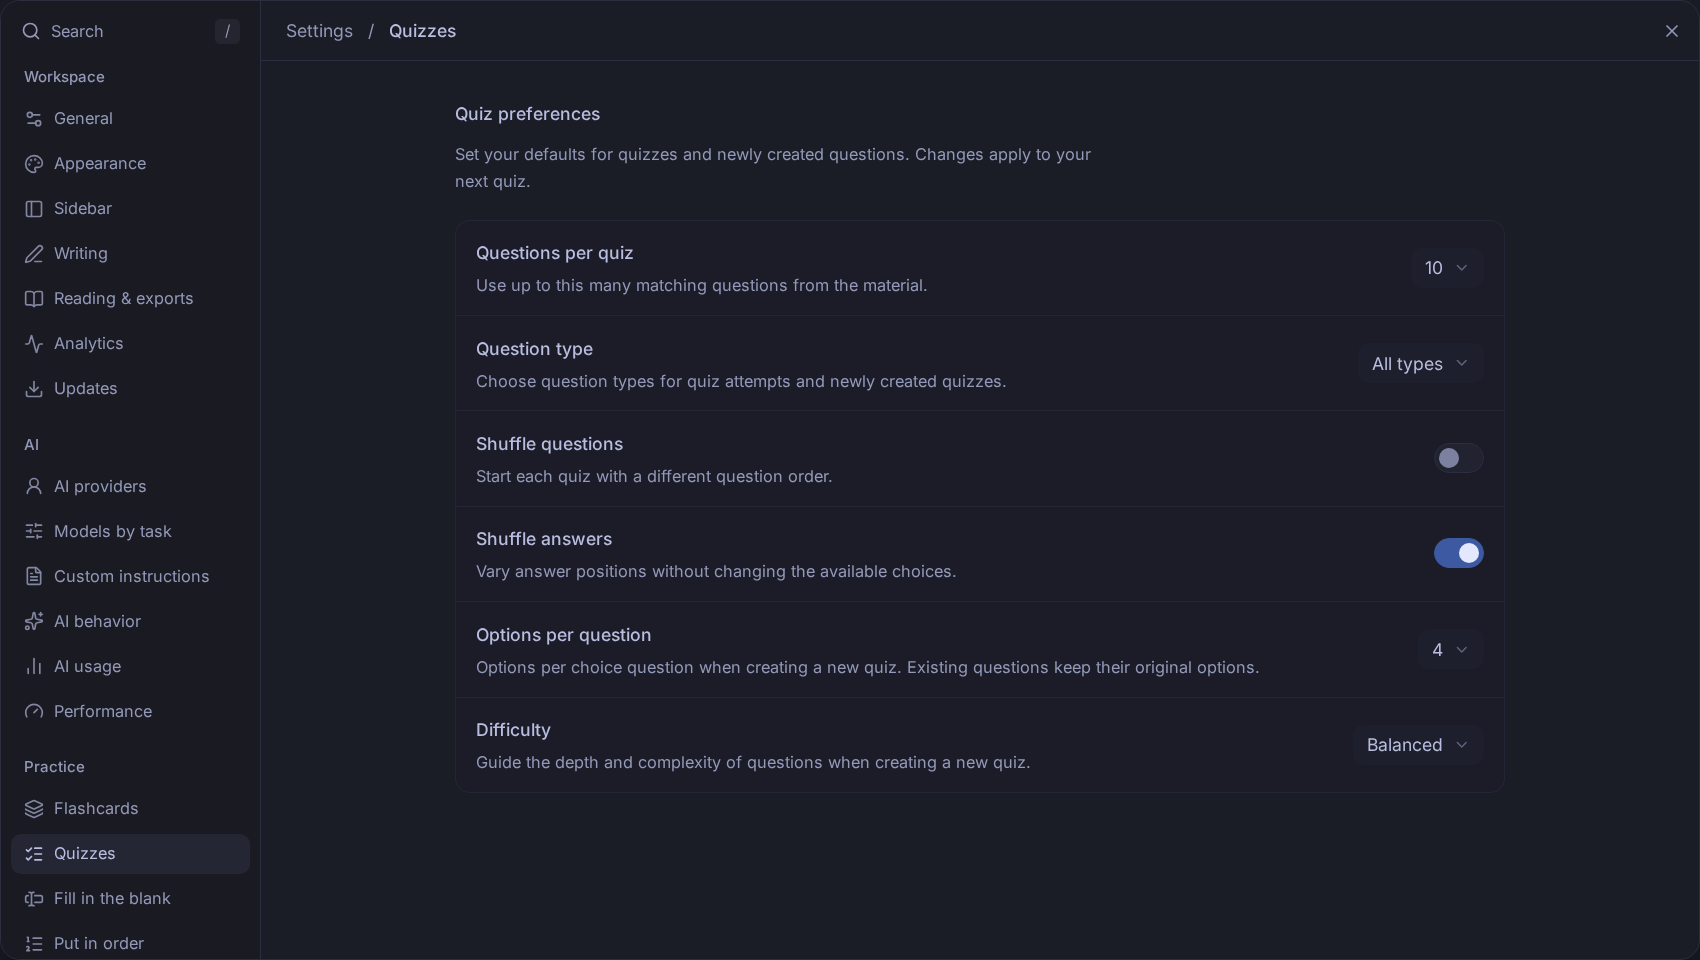 Search /
Workspace
General
Appearance
Sidebar
Writing
Reading & exports
Analytics
Updates
AI
AI providers
Models by task
Custom instructions
AI behavior
AI usage
Performance
Practice
Flashcards
Quizzes
Fill in the blank
Put in order
Settings / Quizzes
Quiz preferences
Set your defaults for quizzes and newly created questions. Changes apply to your
next quiz.
Questions per quiz
Use up to this many matching questions from the material.
10
Question type
Choose question types for quiz attempts and newly created quizzes.
All types
Shuffle questions
Start each quiz with a different question order.
Shuffle answers
Vary answer positions without changing the available choices.
Options per question
Options per choice question when creating a new quiz. Existing questions keep their original options.
4
Difficulty
Guide the depth and complexity of questions when creating a new quiz.
Balanced